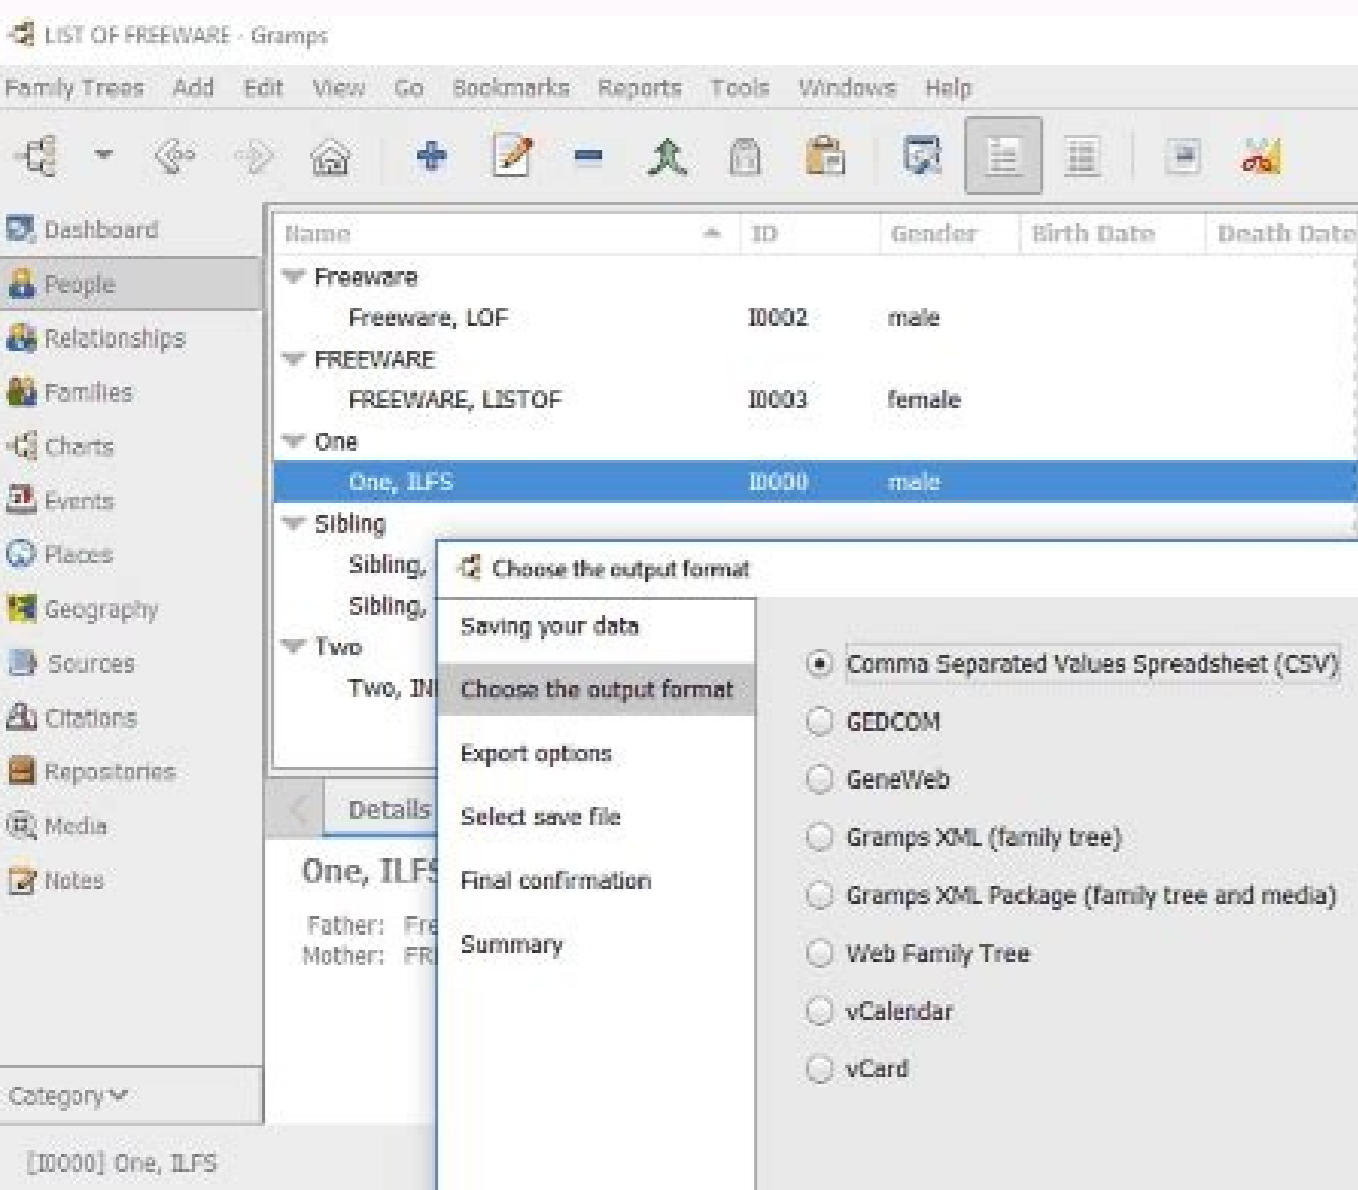 LIST OF FREEWARE - Gramps
Family Trees Add Edit View Go Bookmarks Reports Tools Windows Help
Dashboard
People
Relationships
Families
Charts
Events
Places
Geography
Sources
Citations
Repositories
Media
Notes
Category
[I0000] One, ILFS
Name ID Gender Birth Date Death Date
Freeware
Freeware, LOF I0002 male
FREEWARE
FREEWARE, LISTOF I0003 female
One
One, ILFS I0000 male
Sibling
Sibling,
Sibling,
Two
Two, IN
Details
One, ILFS
Father: Fre
Mother: FR
Choose the output format
Saving your data
Choose the output format
Export options
Select save file
Final confirmation
Summary
Comma Separated Values Spreadsheet (CSV)
GEDCOM
GeneWeb
Gramps XML (family tree)
Gramps XML Package (family tree and media)
Web Family Tree
vCalendar
vCard